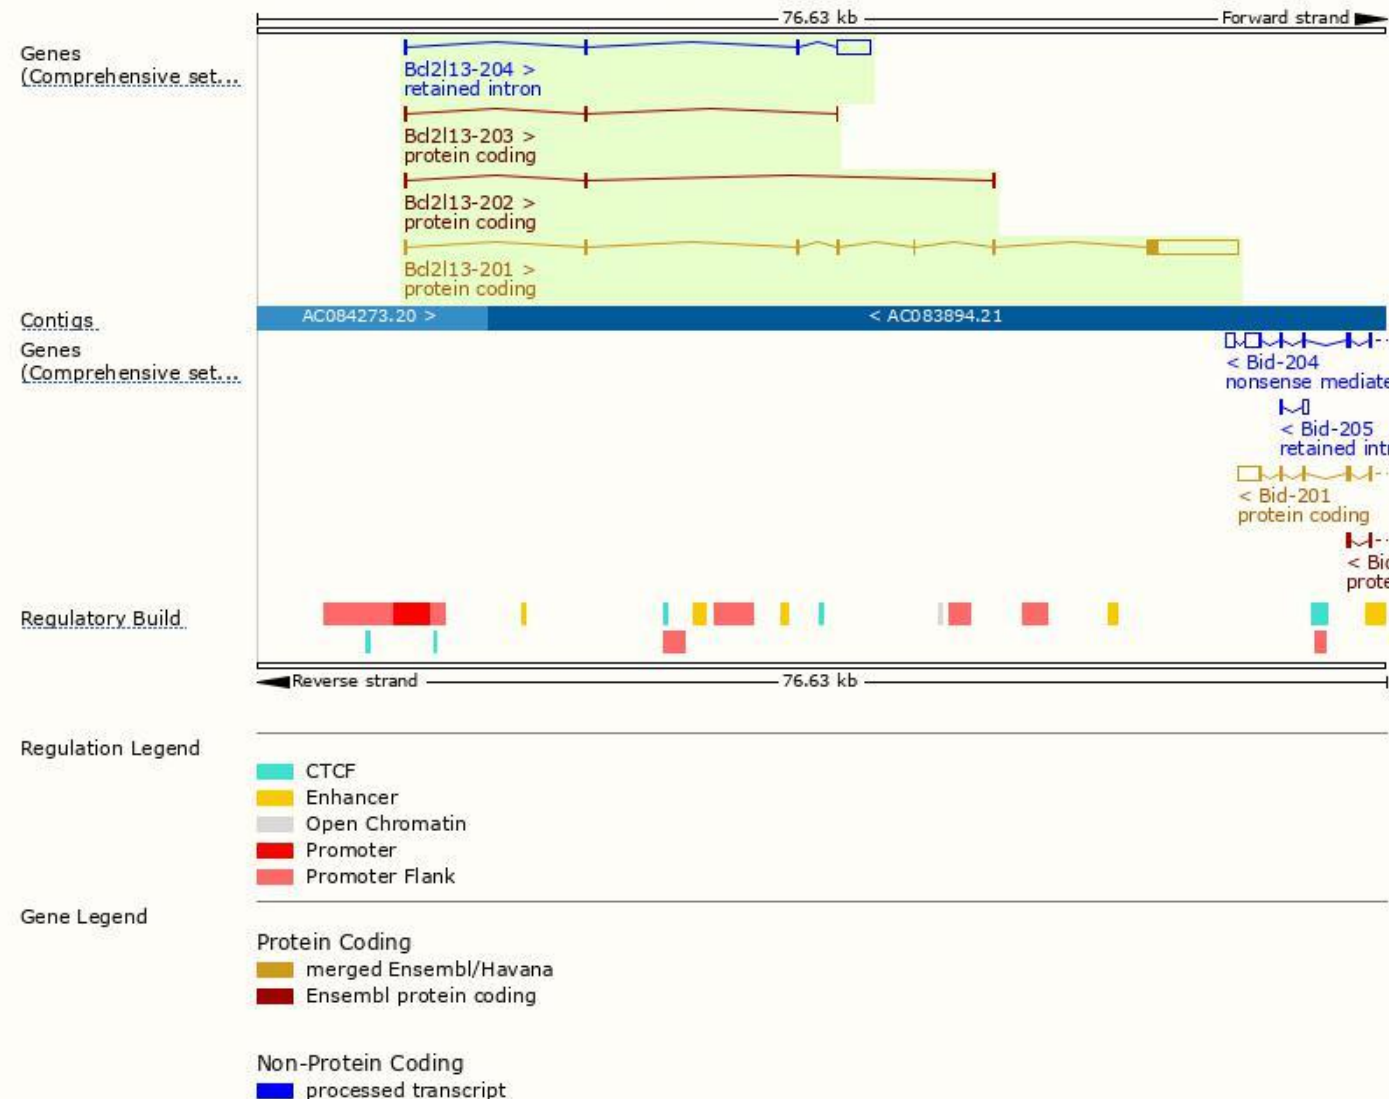 76.63 kb
Forward strand
Genes
(Comprehensive set...
Bcl2l13-204 >
retained intron
Bcl2l13-203 >
protein coding
Bcl2l13-202 >
protein coding
Bcl2l13-201 >
protein coding
Contigs
AC084273.20 >
< AC083894.21
Genes
(Comprehensive set...
< Bid-204
nonsense mediate
< Bid-205
retained intr
< Bid-201
protein coding
< Bid
prote
Regulatory Build
Reverse strand
76.63 kb
Regulation Legend
CTCF
Enhancer
Open Chromatin
Promoter
Promoter Flank
Gene Legend
Protein Coding
merged Ensembl/Havana
Ensembl protein coding
Non-Protein Coding
processed transcript